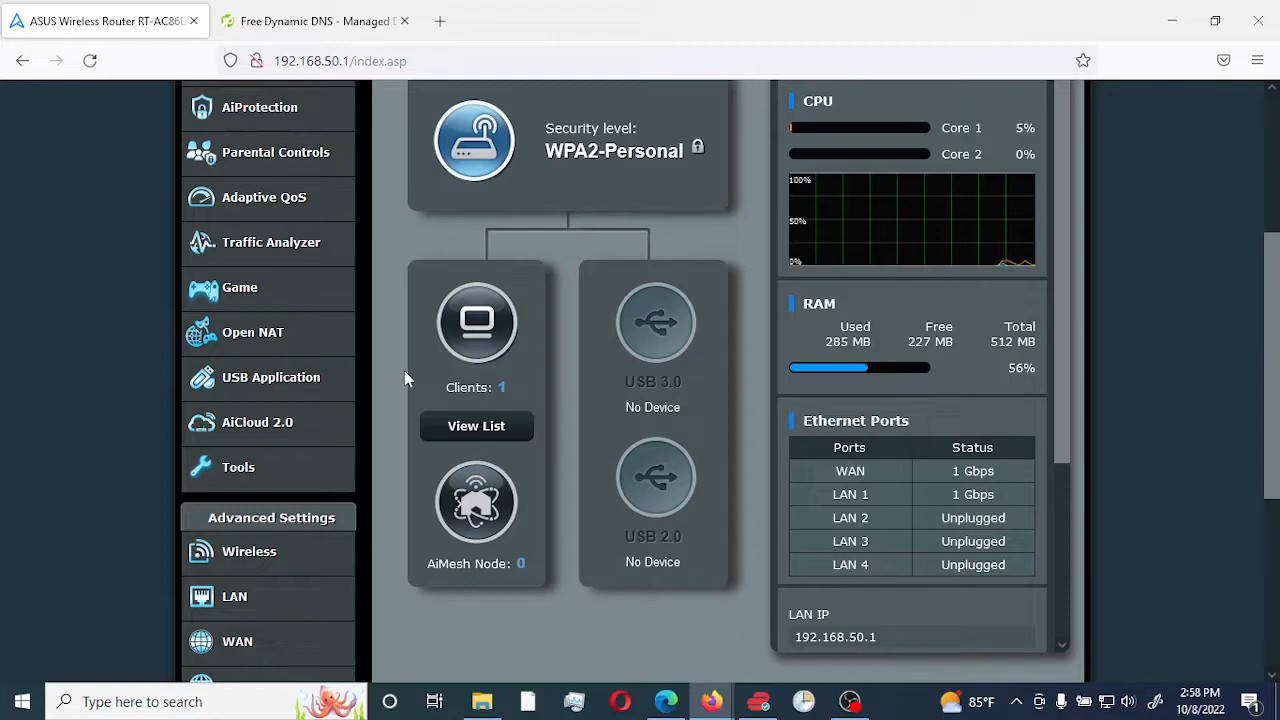 ASUS Wireless Router RT-AC86U
Free Dynamic DNS - Managed D
192.168.50.1/index.asp
AiProtection
Parental Controls
Adaptive QoS
Traffic Analyzer
Game
Open NAT
USB Application
AiCloud 2.0
Tools
Advanced Settings
Wireless
LAN
WAN
Security level:
WPA2-Personal
Clients: 1
View List
AiMesh Node: 0
USB 3.0
No Device
USB 2.0
No Device
CPU
Core 1 5%
Core 2 0%
100%
50%
0%
RAM
Used Free Total
285 MB 227 MB 512 MB
56%
Ethernet Ports
Ports Status
WAN 1 Gbps
LAN 1 1 Gbps
LAN 2 Unplugged
LAN 3 Unplugged
LAN 4 Unplugged
LAN IP
192.168.50.1
Type here to search
85°F
2:58 PM
10/8/2022
1